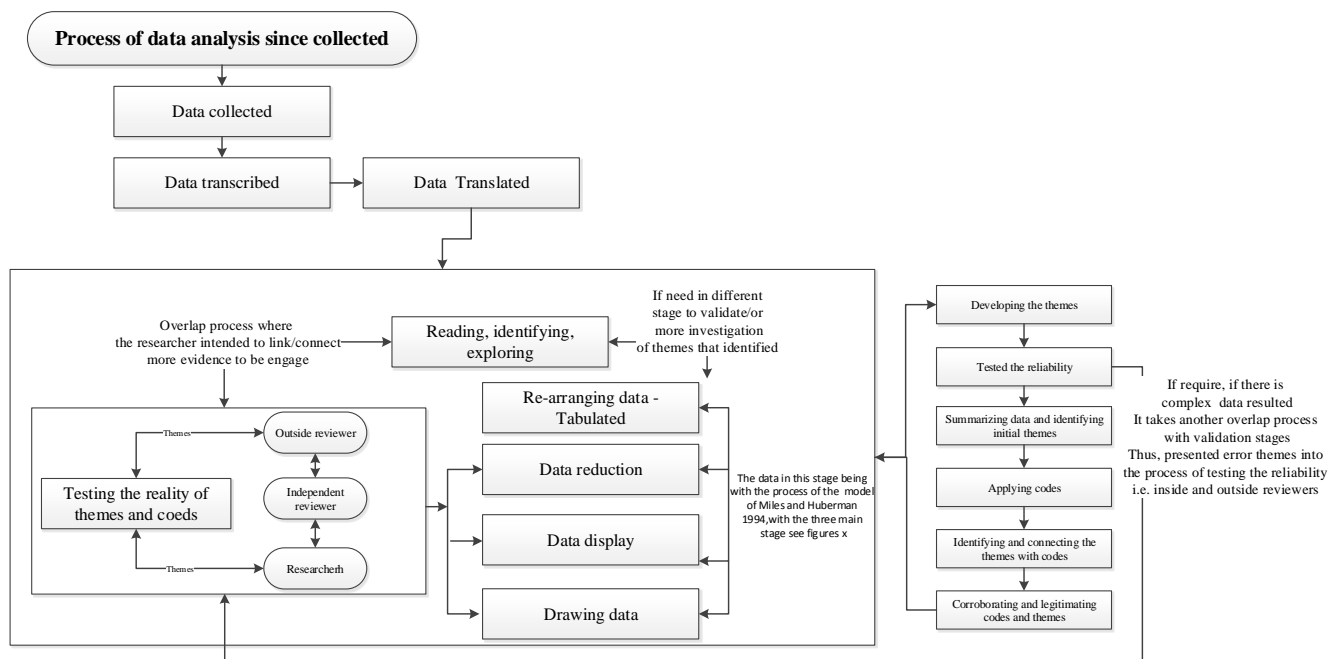 Process of data analysis since collected
Data collected
Data transcribed
Data Translated
Overlap process where
the researcher intended to link/connect
more evidence to be engage
Reading, identifying,
exploring
If need in different
stage to validate/or
more investigation
of themes that identified
Themes
Outside reviewer
Testing the reality of
themes and coeds
Independent
reviewer
Themes
Researcherh
Re-arranging data -
Tabulated
Data reduction
Data display
Drawing data
The data in this stage being
with the process of the model
of Miles and Huberman
1994,with the three main
stage see figures x
Developing the themes
Tested the reliability
Summarizing data and identifying
initial themes
Applying codes
Identifying and connecting the
themes with codes
Corroborating and legitimating
codes and themes
If require, if there is
complex data resulted
It takes another overlap process
with validation stages
Thus, presented error themes into
the process of testing the reliability
i.e. inside and outside reviewers